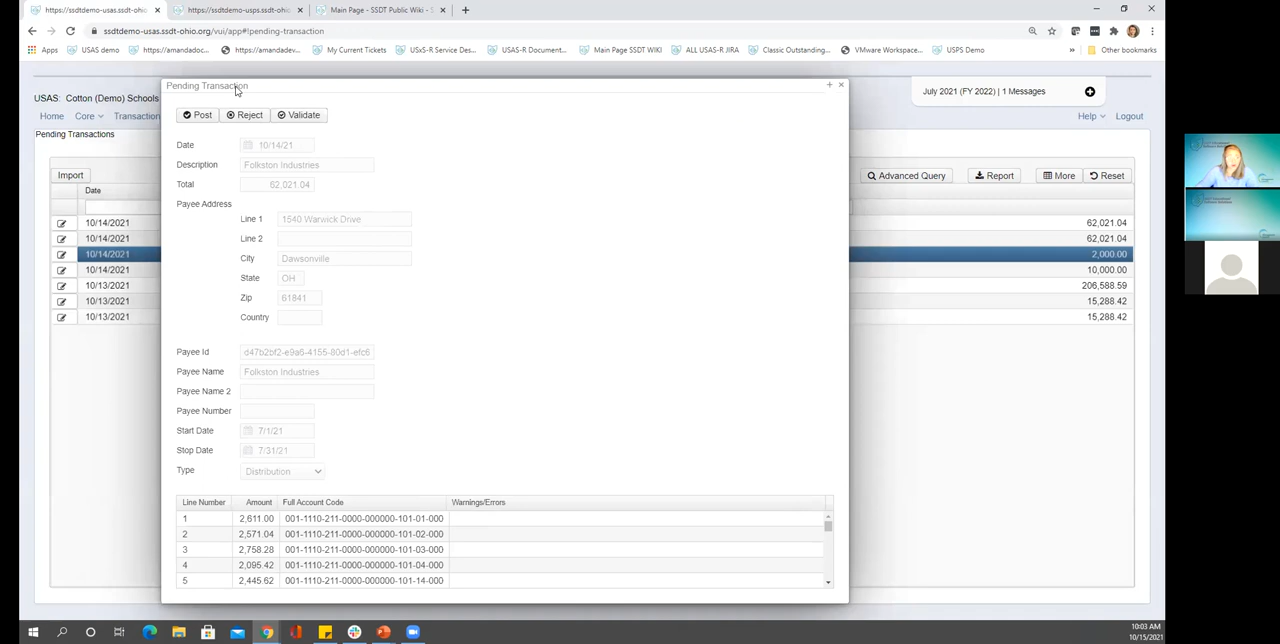 https://ssdtdemo-usas.ssdt-ohio. × https://ssdtdemo-usps.ssdt-ohio. × Main Page - SSDT Public Wiki - S × +
ssdtdemo-usas.ssdt-ohio.org/vui/app#!pending-transaction
Apps USAS demo https://amandadoc... https://amandadev... My Current Tickets USxS-R Service Des... USAS-R Document... Main Page SSDT WIKI ALL USAS-R JIRA Classic Outstanding... VMware Workspace... USPS Demo » Other bookmarks
Pending Transaction + ×
USAS: Cotton (Demo) Schools
July 2021 (FY 2022) | 1 Messages
Home Core Transaction
Help Logout
Pending Transactions
Post Reject Validate
Date 10/14/21
Description Folkston Industries
Total 62,021.04
Payee Address
Line 1 1540 Warwick Drive
Line 2
City Dawsonville
State OH
Zip 61841
Country
Payee Id d47b2bf2-e9a6-4155-80d1-efc6
Payee Name Folkston Industries
Payee Name 2
Payee Number
Start Date 7/1/21
Stop Date 7/31/21
Type Distribution
Line Number Amount Full Account Code Warnings/Errors
1 2,611.00 001-1110-211-0000-000000-101-01-000
2 2,571.04 001-1110-211-0000-000000-101-02-000
3 2,758.28 001-1110-211-0000-000000-101-03-000
4 2,095.42 001-1110-211-0000-000000-101-04-000
5 2,445.62 001-1110-211-0000-000000-101-14-000
Import
Advanced Query Report More Reset
Date
10/14/2021 62,021.04
10/14/2021 62,021.04
10/14/2021 2,000.00
10/14/2021 10,000.00
10/13/2021 206,588.59
10/13/2021 15,288.42
10/13/2021 15,288.42
10:03 AM
10/15/2021